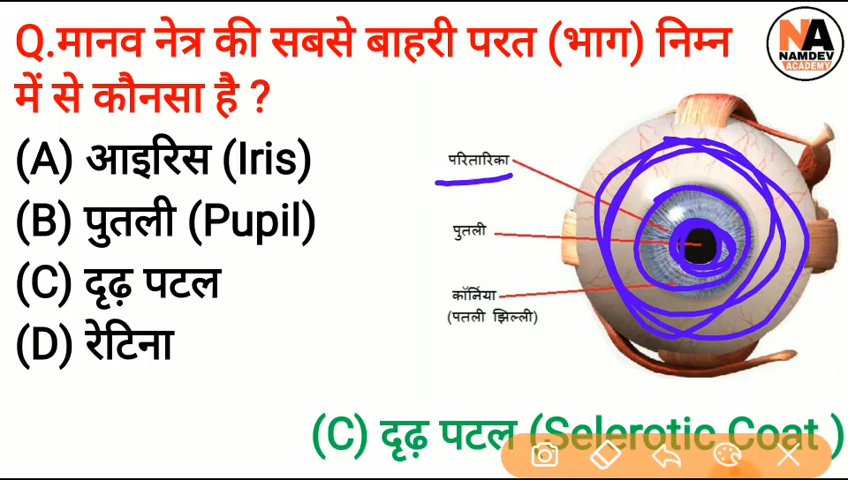 Q.मानव नेत्र की सबसे बाहरी परत (भाग) निम्न
में से कौनसा है ?
NA
NAMDEV
ACADEMY
(A) आइरिस (Iris)
(B) पुतली (Pupil)
(C) दृढ़ पटल
(D) रेटिना
परितारिका
पुतली
कॉर्निया
(पतली झिल्ली)
(C) दृढ़ पटल (Selerotic Coat )